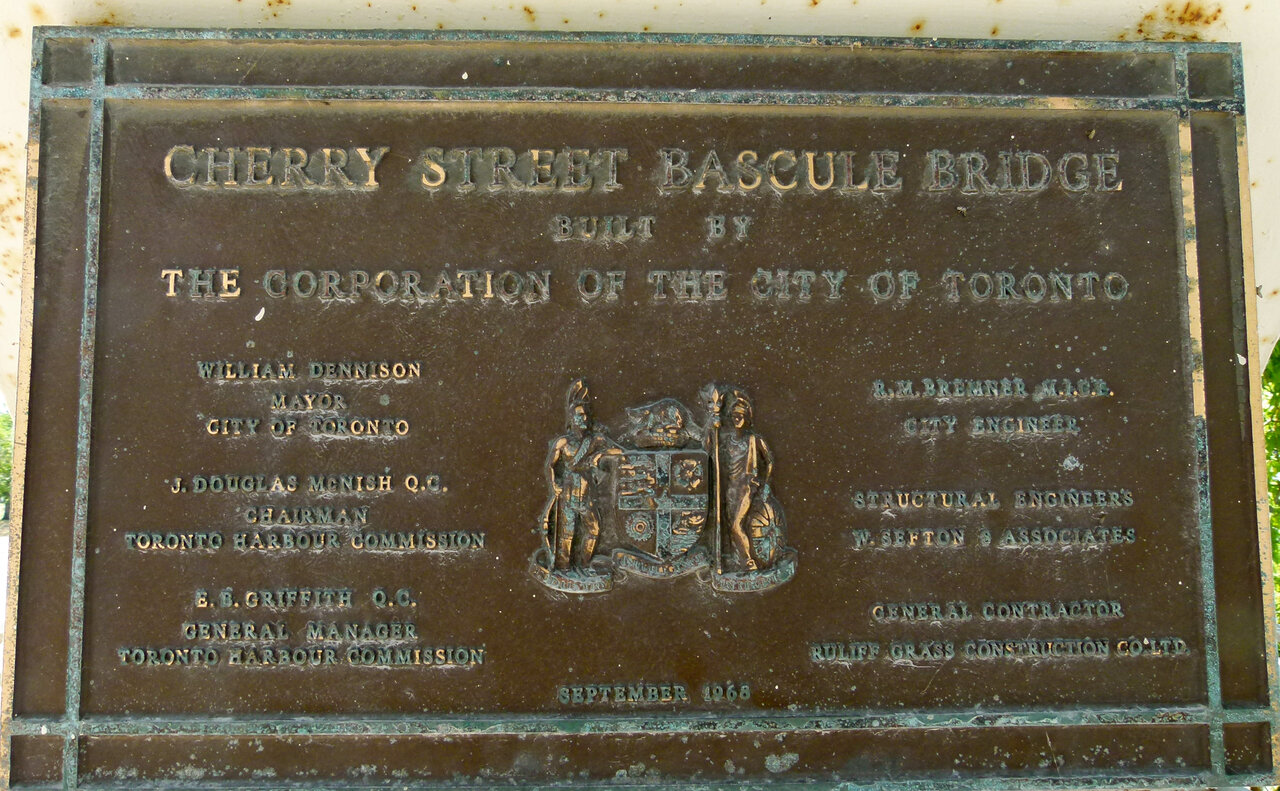 CHERRY STREET BASCULE BRIDGE
BUILT BY
THE CORPORATION OF THE CITY OF TORONTO
WILLIAM DENNISON
MAYOR
CITY OF TORONTO
J. DOUGLAS McNISH Q.C.
CHAIRMAN
TORONTO HARBOUR COMMISSION
E. B. GRIFFITH Q.C.
GENERAL MANAGER
TORONTO HARBOUR COMMISSION
R. M. BREMNER M.I.C.E.
CITY ENGINEER
STRUCTURAL ENGINEERS
W. SEFTON & ASSOCIATES
GENERAL CONTRACTOR
RULIFF GRASS CONSTRUCTION CO. LTD.
SEPTEMBER 1968